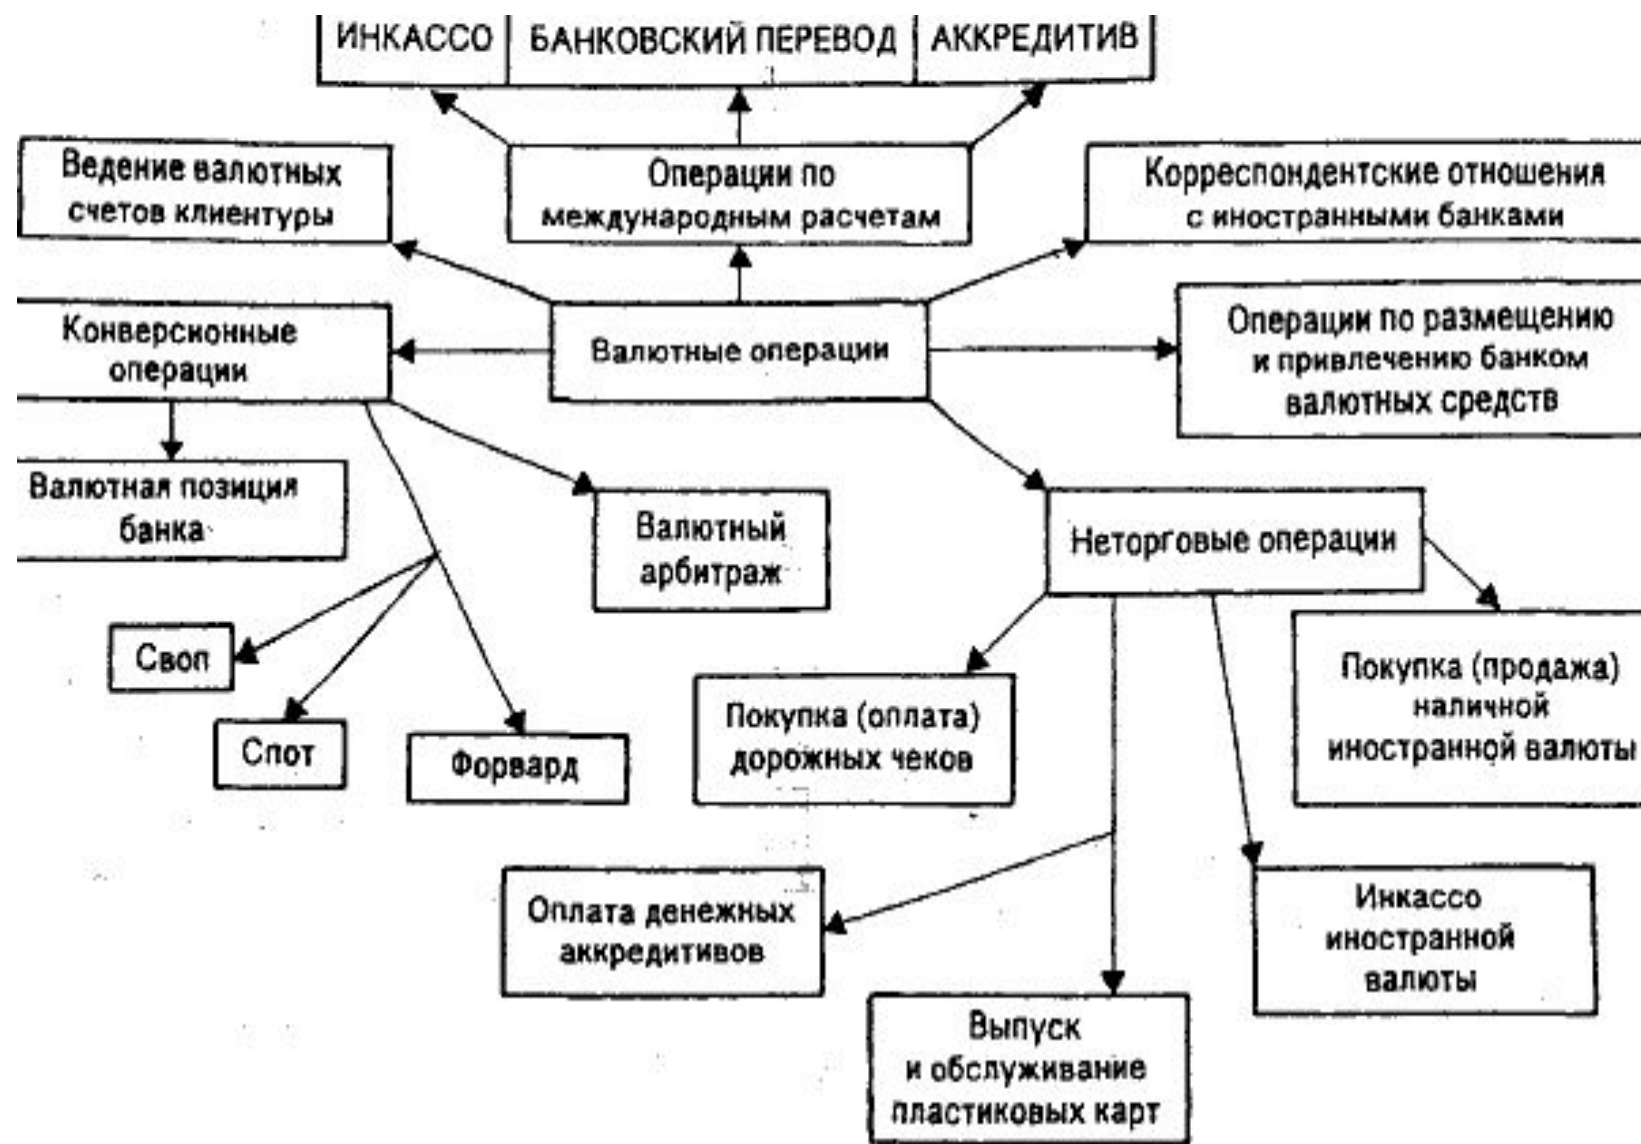 ИНКАССО
БАНКОВСКИЙ ПЕРЕВОД
АККРЕДИТИВ
Ведение валютных
счетов клиентуры
Операции по
международным расчетам
Корреспондентские отношения
с иностранными банками
Конверсионные
операции
Валютные операции
Операции по размещению
и привлечению банком
валютных средств
Валютная позиция
банка
Валютный
арбитраж
Неторговые операции
Своп
Спот
Форвард
Покупка (оплата)
дорожных чеков
Покупка (продажа)
наличной
иностранной валюты
Оплата денежных
аккредитивов
Инкассо
иностранной
валюты
Выпуск
и обслуживание
пластиковых карт